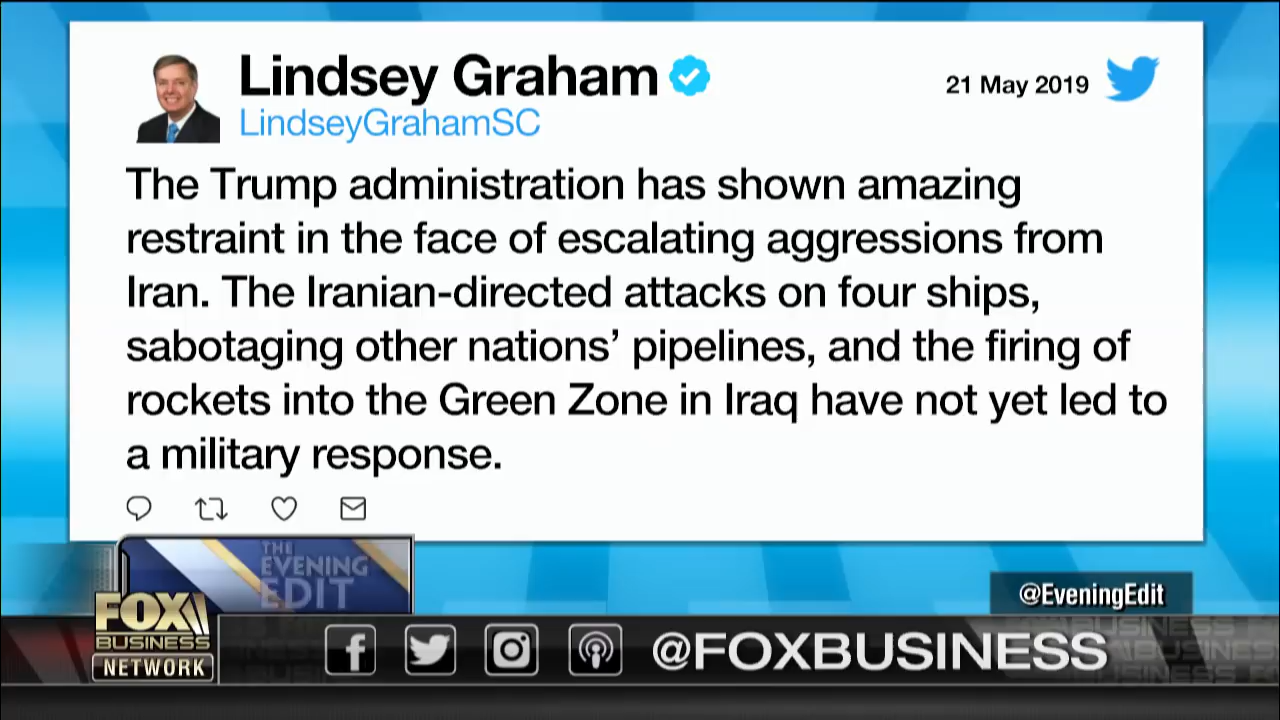 Lindsey Graham
LindseyGrahamSC
21 May 2019
The Trump administration has shown amazing
restraint in the face of escalating aggressions from
Iran. The Iranian-directed attacks on four ships,
sabotaging other nations’ pipelines, and the firing of
rockets into the Green Zone in Iraq have not yet led to
a military response.
THE
EVENING
EDIT
@EveningEdit
FOX
BUSINESS
NETWORK
@FOXBUSINESS
BUSINESS
BUSINESS